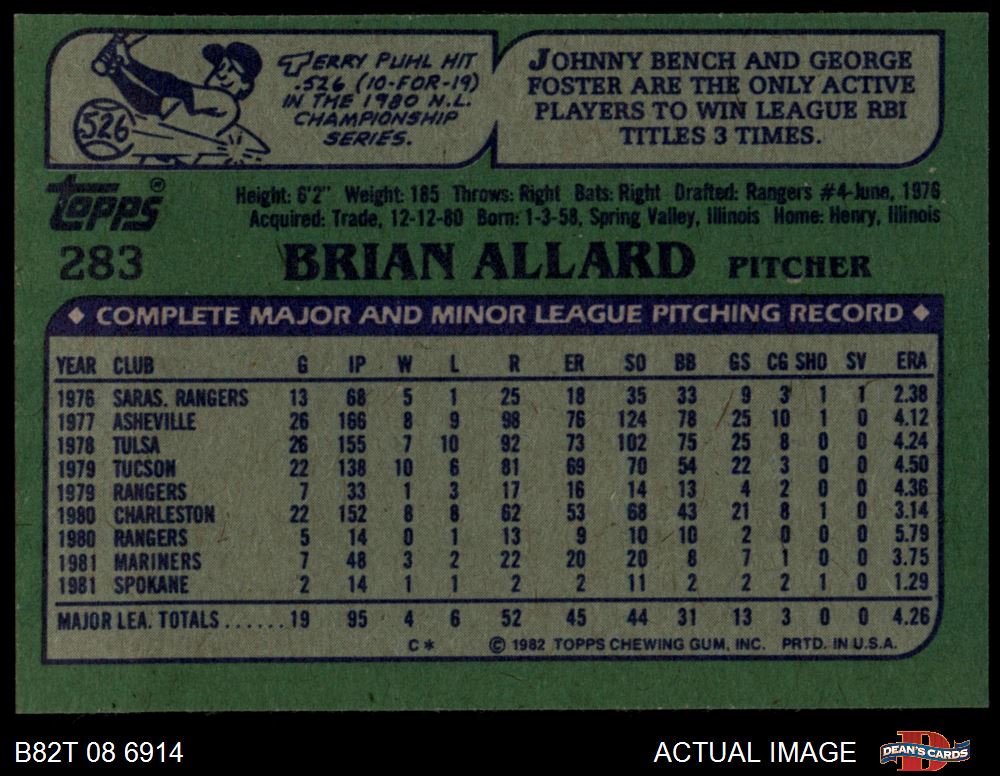 TERRY PUHL HIT
.526 (10-FOR-19)
IN THE 1980 N.L.
CHAMPIONSHIP
SERIES.
526
JOHNNY BENCH AND GEORGE
FOSTER ARE THE ONLY ACTIVE
PLAYERS TO WIN LEAGUE RBI
TITLES 3 TIMES.
Topps®
283
Height: 6'2" Weight: 185 Throws: Right Bats: Right Drafted: Rangers #4-June, 1976
Acquired: Trade, 12-12-80 Born: 1-3-58, Spring Valley, Illinois Home: Henry, Illinois
BRIAN ALLARD PITCHER
◆ COMPLETE MAJOR AND MINOR LEAGUE PITCHING RECORD ◆
YEAR CLUB G IP W L R ER SO BB GS CG SHO SV ERA
1976 SARAS. RANGERS 13 68 5 1 25 18 35 33 9 3 1 1 2.38
1977 ASHEVILLE 26 166 8 9 98 76 124 78 25 10 1 0 4.12
1978 TULSA 26 155 7 10 92 73 102 75 25 8 0 0 4.24
1979 TUCSON 22 138 10 6 81 69 70 54 22 3 0 0 4.50
1979 RANGERS 7 33 1 3 17 16 14 13 4 2 0 0 4.36
1980 CHARLESTON 22 152 8 8 62 53 68 43 21 8 1 0 3.14
1980 RANGERS 5 14 0 1 13 9 10 10 2 0 0 0 5.79
1981 MARINERS 7 48 3 2 22 20 20 8 7 1 0 0 3.75
1981 SPOKANE 2 14 1 1 2 2 11 2 2 2 1 0 1.29
MAJOR LEA. TOTALS......19 95 4 6 52 45 44 31 13 3 0 0 4.26
C* © 1982 TOPPS CHEWING GUM, INC. PRTD. IN U.S.A.
B82T 08 6914
ACTUAL IMAGE
D
DEAN'S CARDS